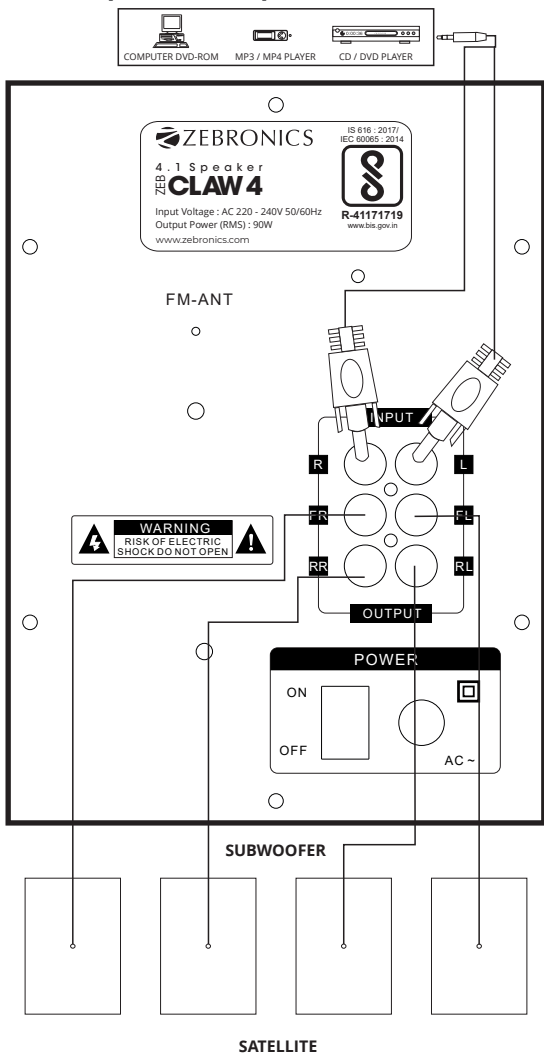 COMPUTER DVD-ROM
MP3 / MP4 PLAYER
CD / DVD PLAYER
ZEBRONICS
IS 616 : 2017/
IEC 60065 : 2014
4.1 Speaker
ZEB CLAW 4
Input Voltage : AC 220 - 240V 50/60Hz
Output Power (RMS) : 90W
www.zebronics.com
R-41171719
www.bis.gov.in
FM-ANT
INPUT
R
L
FR
FL
WARNING
RISK OF ELECTRIC
SHOCK DO NOT OPEN
RR
RL
OUTPUT
POWER
ON
OFF
AC ~
SUBWOOFER
SATELLITE